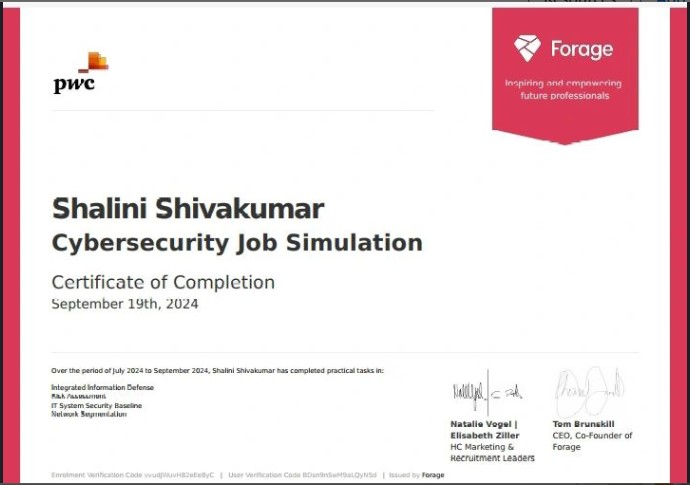 pwc
Forage
Inspiring and empowering
future professionals
Shalini Shivakumar
Cybersecurity Job Simulation
Certificate of Completion
September 19th, 2024
Over the period of July 2024 to September 2024, Shalini Shivakumar has completed practical tasks in:
Integrated Information Defense
Risk Assessment
IT System Security Baseline
Network Segmentation
Natalie Vogel |
Elisabeth Ziller
HC Marketing &
Recruitment Leaders
Tom Brunskill
CEO, Co-Founder of
Forage
Enrolment Verification Code | User Verification Code | Issued by Forage